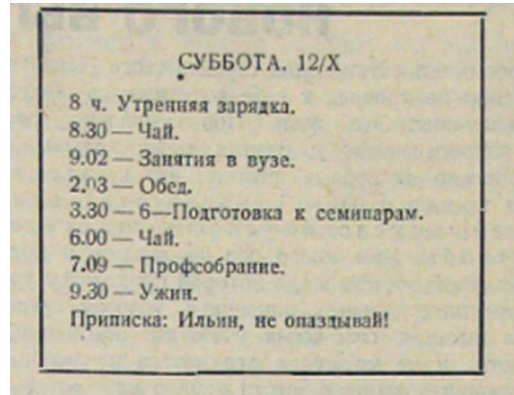 СУББОТА, 12/X
8 ч. Утренняя зарядка.
8.30 — Чай.
9.02 — Занятия в вузе.
2.03 — Обед.
3.30 — 6—Подготовка к семинарам.
6.00 — Чай.
7.09 — Профсобрание.
9.30 — Ужин.
Приписка: Ильин, не опаздывай!